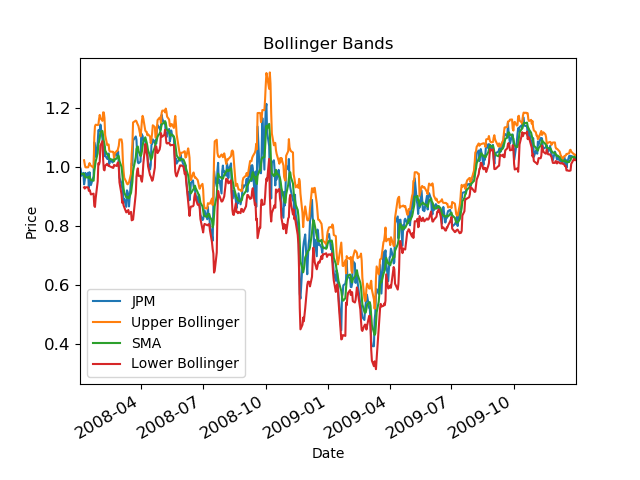 Bollinger Bands
Price
1.2
1.0
0.8
0.6
0.4
JPM
Upper Bollinger
SMA
Lower Bollinger
2008-04
2008-07
2008-10
2009-01
2009-04
2009-07
2009-10
Date